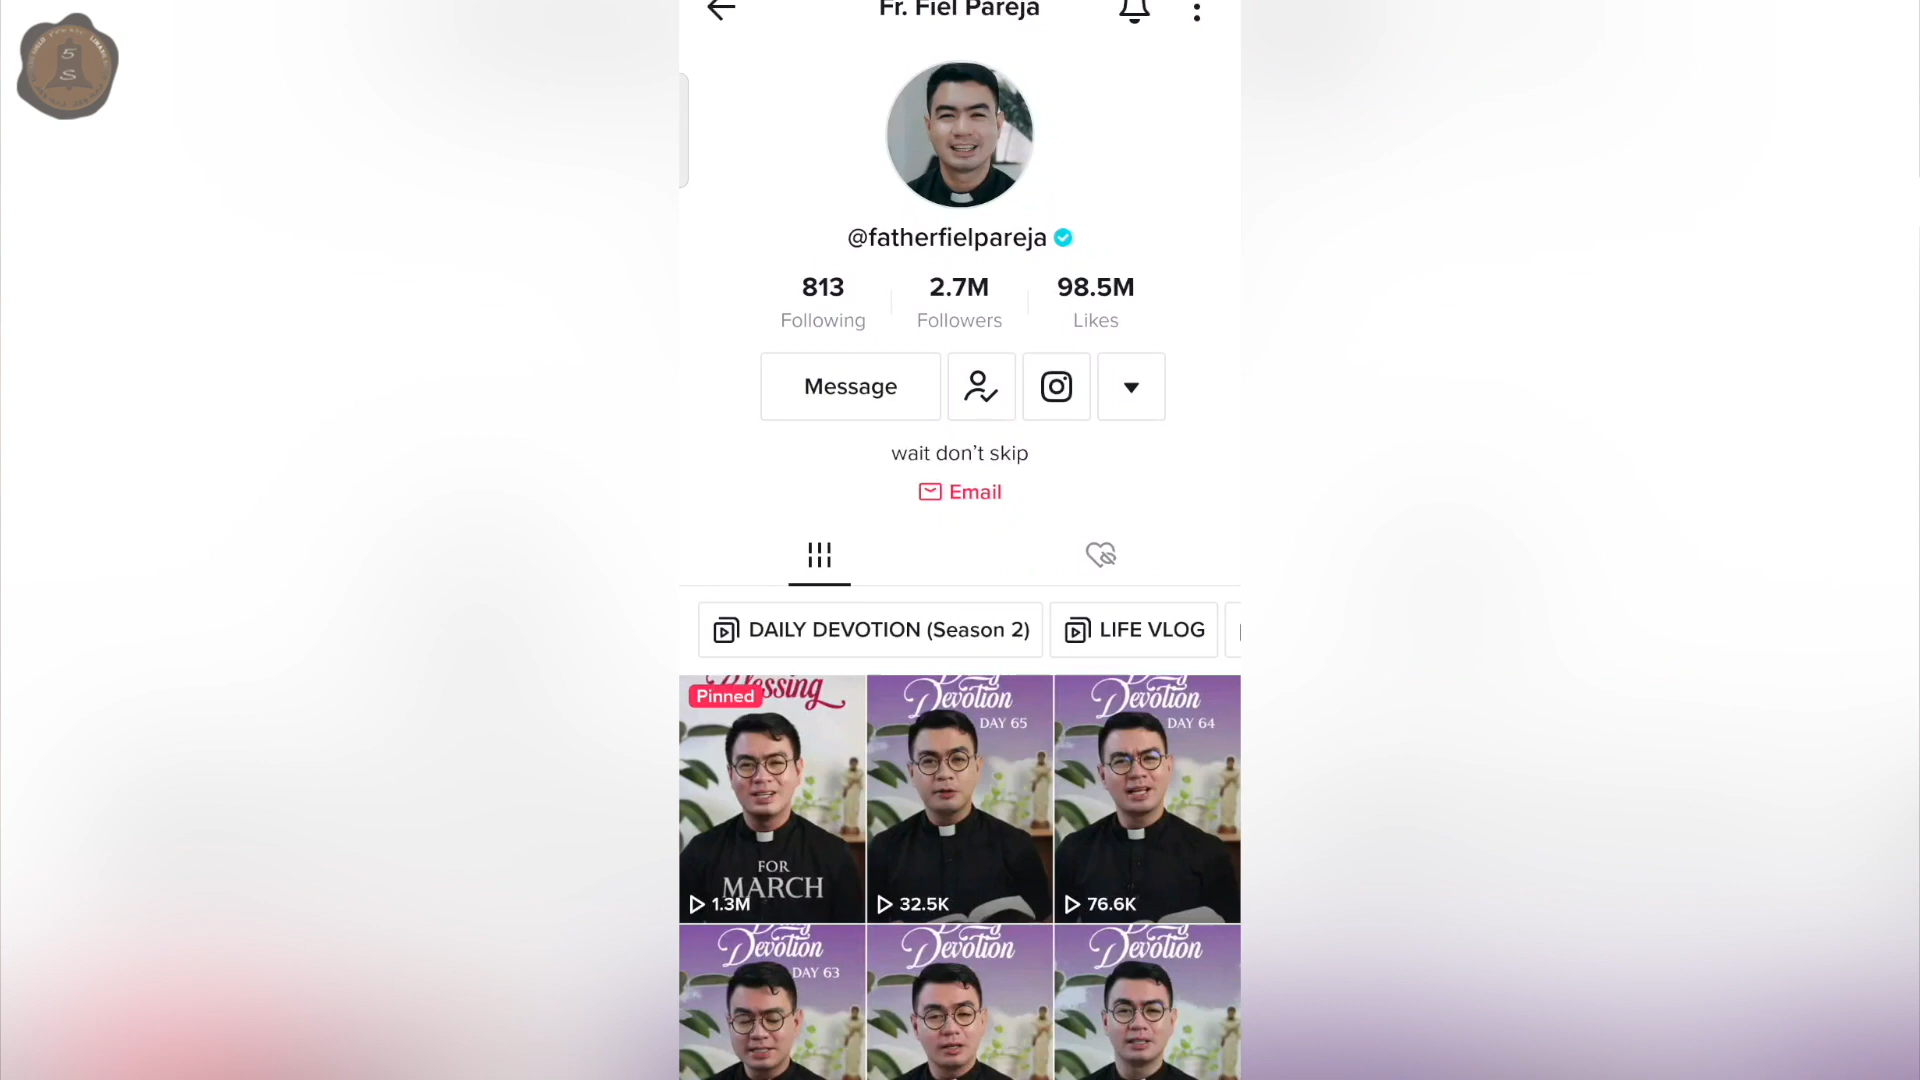 Fr. Fiel Pareja
5
S
@fatherfielpareja
813
2.7M
98.5M
Following
Followers
Likes
Message
wait don’t skip
Email
DAILY DEVOTION (Season 2)
LIFE VLOG
Pinned
Blessing
FOR
MARCH
1.3M
Devotion
DAY 65
32.5K
Devotion
DAY 64
76.6K
Devotion
DAY 63
Devotion
Devotion